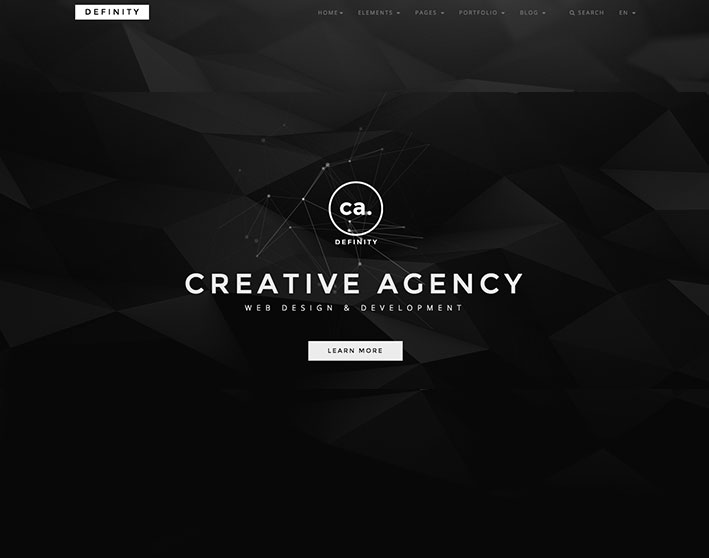 DEFINITY HOME ELEMENTS PAGES PORTFOLIO BLOG SEARCH EN
ca.
DEFINITY
CREATIVE AGENCY
WEB DESIGN & DEVELOPMENT
LEARN MORE